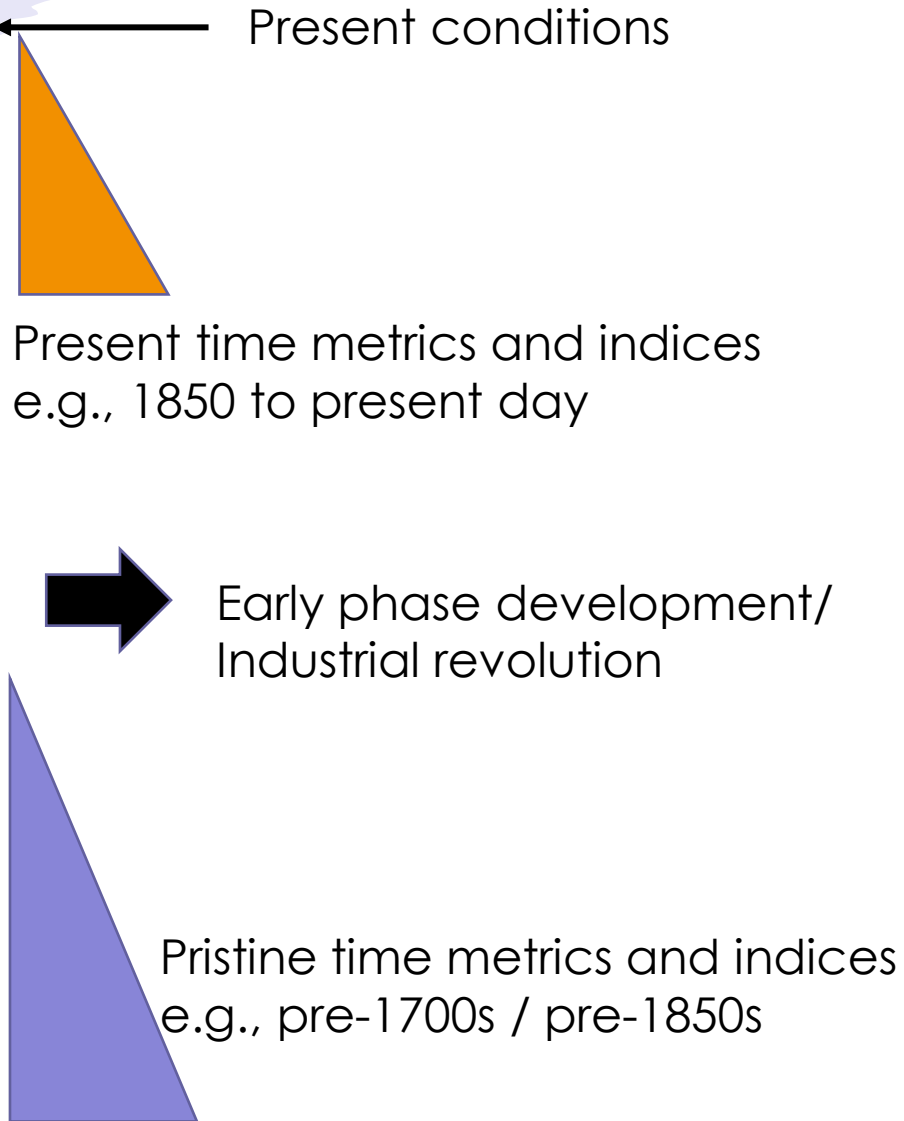 Present conditions
Present time metrics and indices
e.g., 1850 to present day
Early phase development/
Industrial revolution
Pristine time metrics and indices
e.g., pre-1700s / pre-1850s